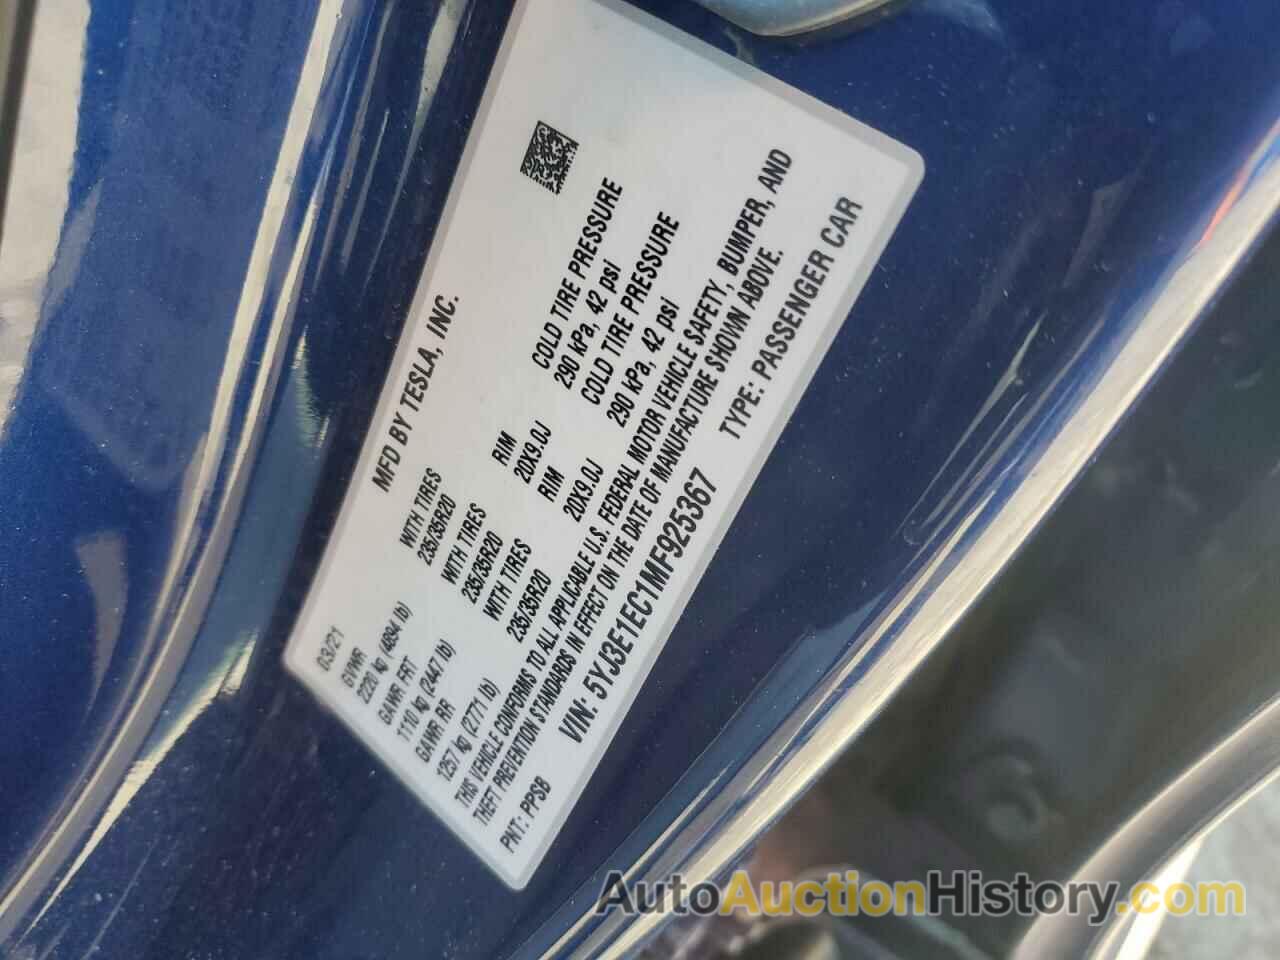 MFD BY TESLA, INC.
03/21
GVWR
2220 kg (4894 lb)
GAWR FRT WITH TIRES RIM COLD TIRE PRESSURE
1110 kg (2447 lb) 235/35R20 20X9.0J 290 kPa, 42 psi
GAWR RR WITH TIRES RIM COLD TIRE PRESSURE
1257 kg (2771 lb) 235/35R20 20X9.0J 290 kPa, 42 psi
WITH TIRES
235/35R20
THIS VEHICLE CONFORMS TO ALL APPLICABLE U.S. FEDERAL MOTOR VEHICLE SAFETY, BUMPER, AND
THEFT PREVENTION STANDARDS IN EFFECT ON THE DATE OF MANUFACTURE SHOWN ABOVE.
VIN: 5YJ3E1EC1MF925367 TYPE: PASSENGER CAR
PNT: PPSB
AutoAuctionHistory.com